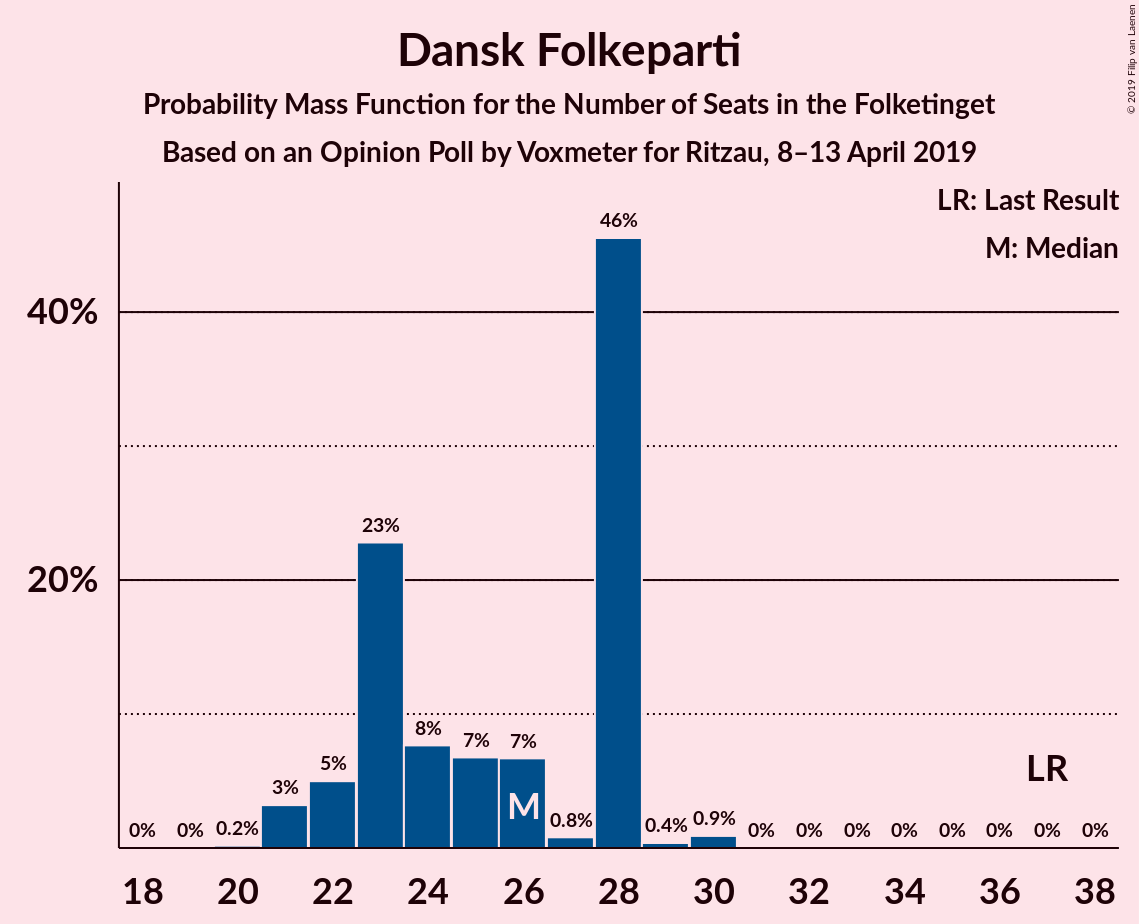 Dansk Folkeparti
Probability Mass Function for the Number of Seats in the Folketinget
Based on an Opinion Poll by Voxmeter for Ritzau, 8–13 April 2019
© 2019 Filip van Laenen
LR: Last Result
M: Median
40%
20%
0%
0%
0.2%
3%
5%
23%
8%
7%
7%
0.8%
46%
0.4%
0.9%
0%
0%
0%
0%
0%
0%
0%
0%
M
LR
18 20 22 24 26 28 30 32 34 36 38